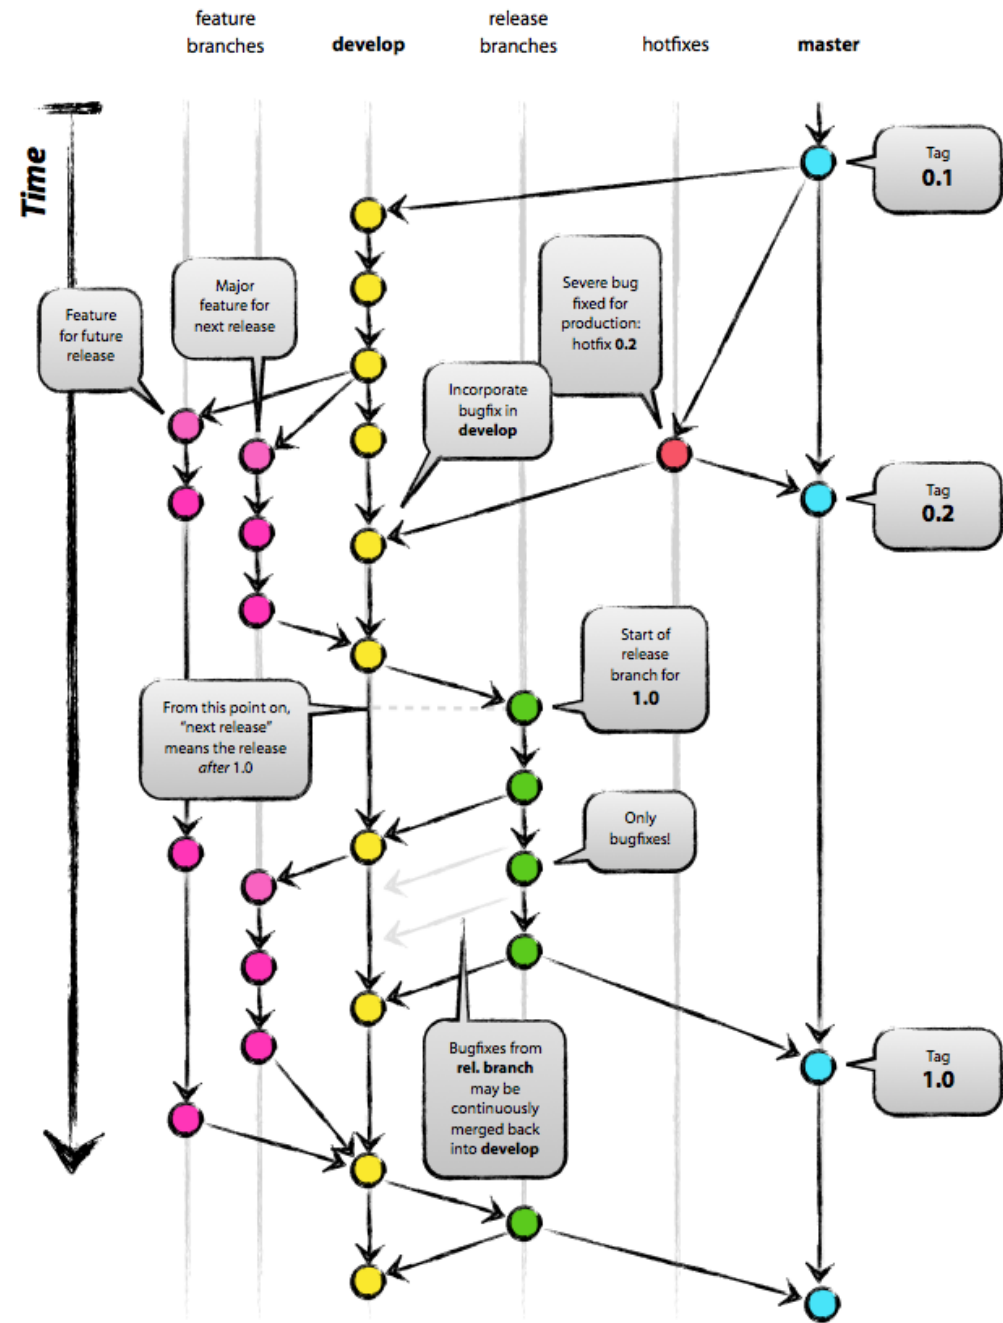 feature
branches
develop
release
branches
hotfixes
master
Time
Tag
0.1
Major
feature for
next release
Severe bug
fixed for
production:
hotfix 0.2
Feature
for future
release
Incorporate
bugfix in
develop
Tag
0.2
Start of
release
branch for
1.0
From this point on,
“next release”
means the release
after 1.0
Only
bugfixes!
Bugfixes from
rel. branch
may be
continuously
merged back
into develop
Tag
1.0